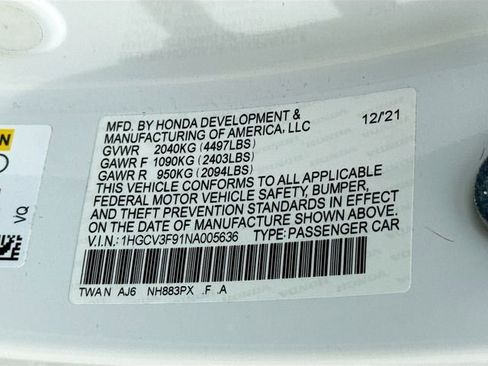 MFD. BY HONDA DEVELOPMENT & 12/21
MANUFACTURING OF AMERICA, LLC
GVWR 2040KG (4497LBS)
GAWR F 1090KG (2403LBS)
GAWR R 950KG (2094LBS)
THIS VEHICLE CONFORMS TO ALL APPLICABLE
FEDERAL MOTOR VEHICLE SAFETY, BUMPER,
AND THEFT PREVENTION STANDARDS IN EFFECT
ON THE DATE OF MANUFACTURE SHOWN ABOVE.
V.I.N.: 1HGCV3F91NA005636 TYPE: PASSENGER CAR
TWA N AJ6 NH883PX .F .A
VQ